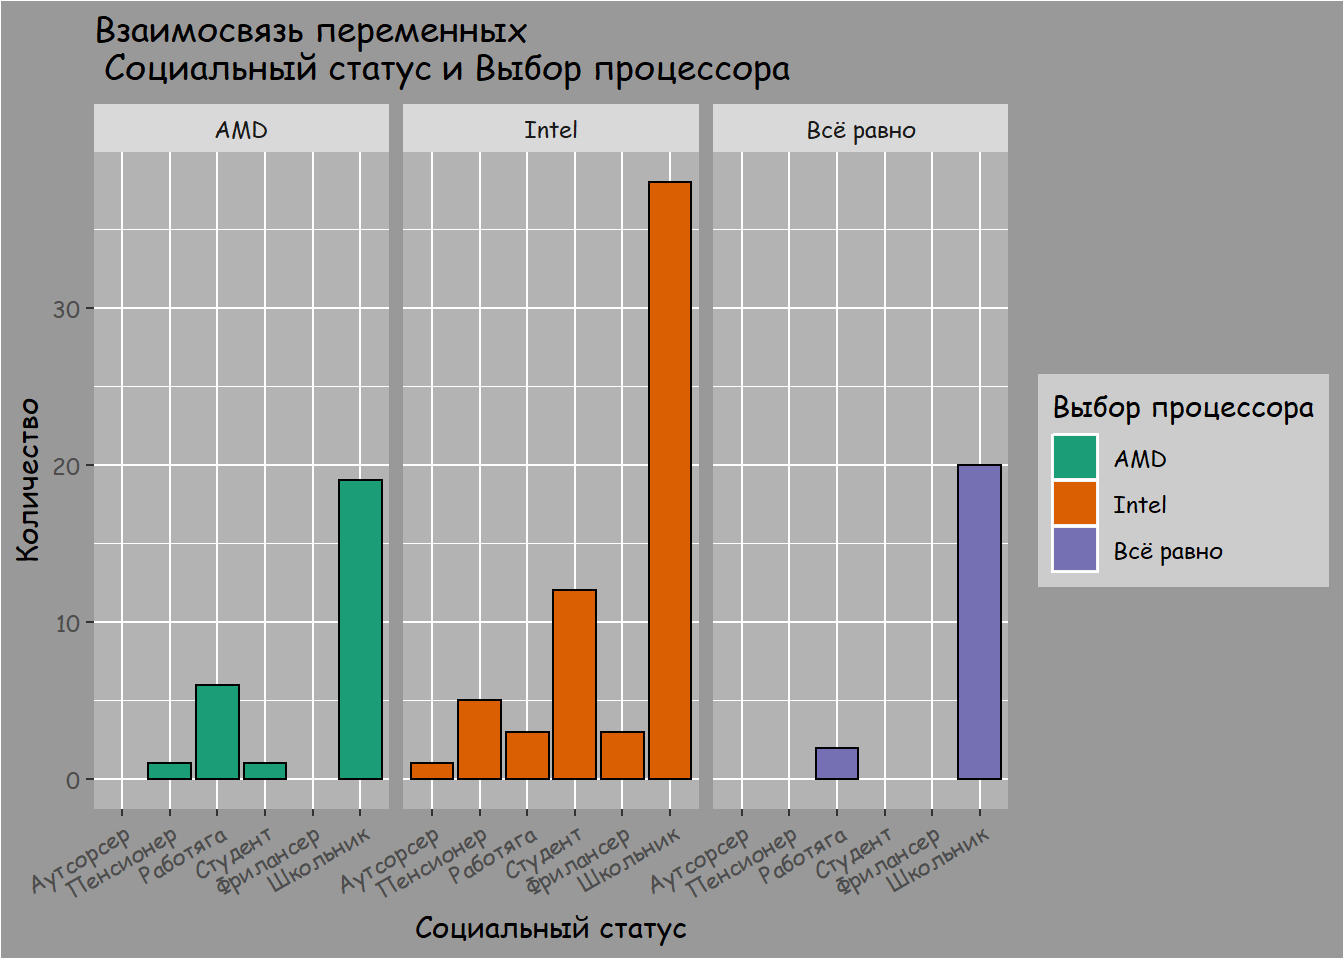 Взаимосвязь переменных
Социальный статус и Выбор процессора
AMD
Intel
Всё равно
Количество
30
20
10
0
Аутсорсер
Пенсионер
Работяга
Студент
Фрилансер
Школьник
Аутсорсер
Пенсионер
Работяга
Студент
Фрилансер
Школьник
Аутсорсер
Пенсионер
Работяга
Студент
Фрилансер
Школьник
Социальный статус
Выбор процессора
AMD
Intel
Всё равно